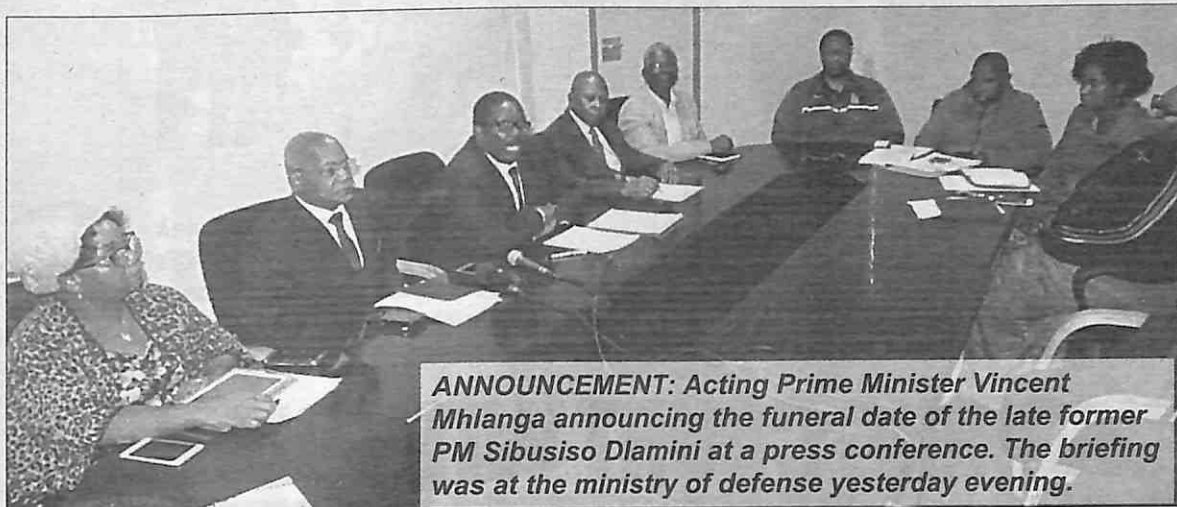 ANNOUNCEMENT: Acting Prime Minister Vincent
Mhlanga announcing the funeral date of the late former
PM Sibusiso Dlamini at a press conference. The briefing
was at the ministry of defense yesterday evening.